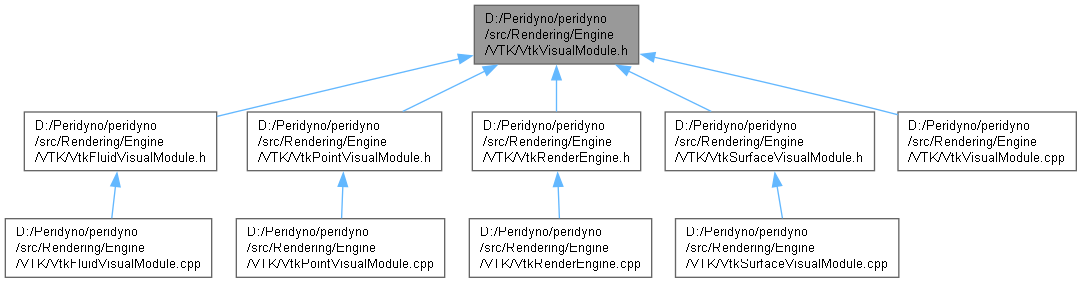 D:/Peridyno/peridyno
/src/Rendering/Engine
/VTK/VtkVisualModule.h
D:/Peridyno/peridyno
/src/Rendering/Engine
/VTK/VtkFluidVisualModule.h
D:/Peridyno/peridyno
/src/Rendering/Engine
/VTK/VtkPointVisualModule.h
D:/Peridyno/peridyno
/src/Rendering/Engine
/VTK/VtkRenderEngine.h
D:/Peridyno/peridyno
/src/Rendering/Engine
/VTK/VtkSurfaceVisualModule.h
D:/Peridyno/peridyno
/src/Rendering/Engine
/VTK/VtkVisualModule.cpp
D:/Peridyno/peridyno
/src/Rendering/Engine
/VTK/VtkFluidVisualModule.cpp
D:/Peridyno/peridyno
/src/Rendering/Engine
/VTK/VtkPointVisualModule.cpp
D:/Peridyno/peridyno
/src/Rendering/Engine
/VTK/VtkRenderEngine.cpp
D:/Peridyno/peridyno
/src/Rendering/Engine
/VTK/VtkSurfaceVisualModule.cpp